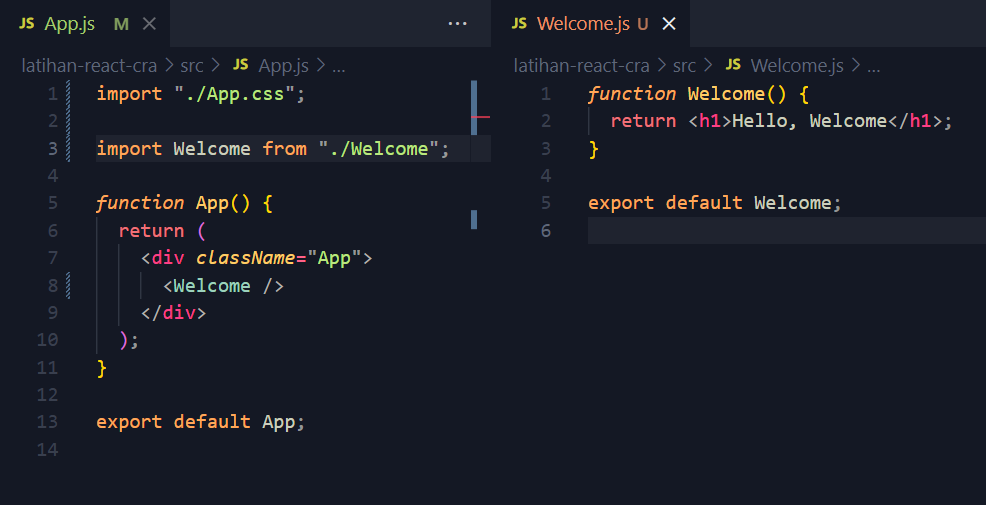 JS App.js M ×
latihan-react-cra > src > JS App.js > ...
1 import "./App.css";
2
3 import Welcome from "./Welcome";
4
5 function App() {
6   return (
7     <div className="App">
8       <Welcome />
9     </div>
10   );
11 }
12
13 export default App;
14
JS Welcome.js U ×
latihan-react-cra > src > JS Welcome.js > ...
1 function Welcome() {
2   return <h1>Hello, Welcome</h1>;
3 }
4
5 export default Welcome;
6